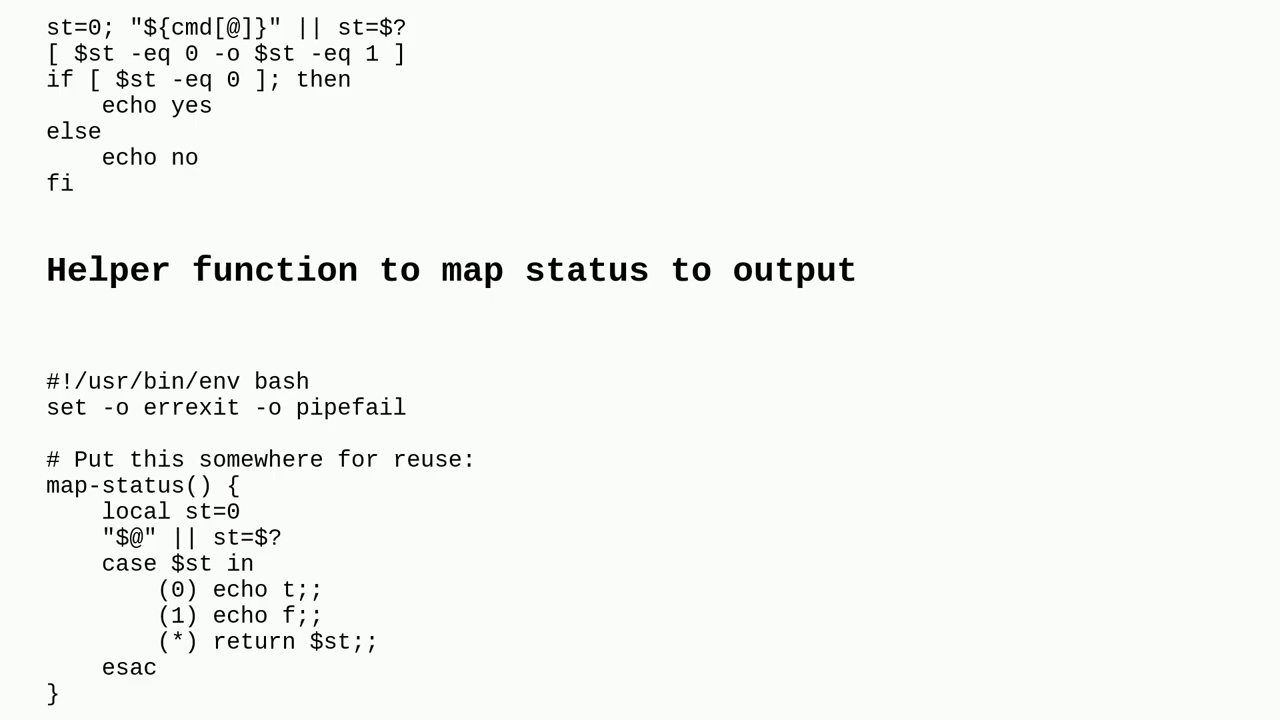 st=0; "${cmd[@]}" || st=$?
[ $st -eq 0 -o $st -eq 1 ]
if [ $st -eq 0 ]; then
    echo yes
else
    echo no
fi
Helper function to map status to output
#!/usr/bin/env bash
set -o errexit -o pipefail
# Put this somewhere for reuse:
map-status() {
    local st=0
    "$@" || st=$?
    case $st in
        (0) echo t;;
        (1) echo f;;
        (*) return $st;;
    esac
}